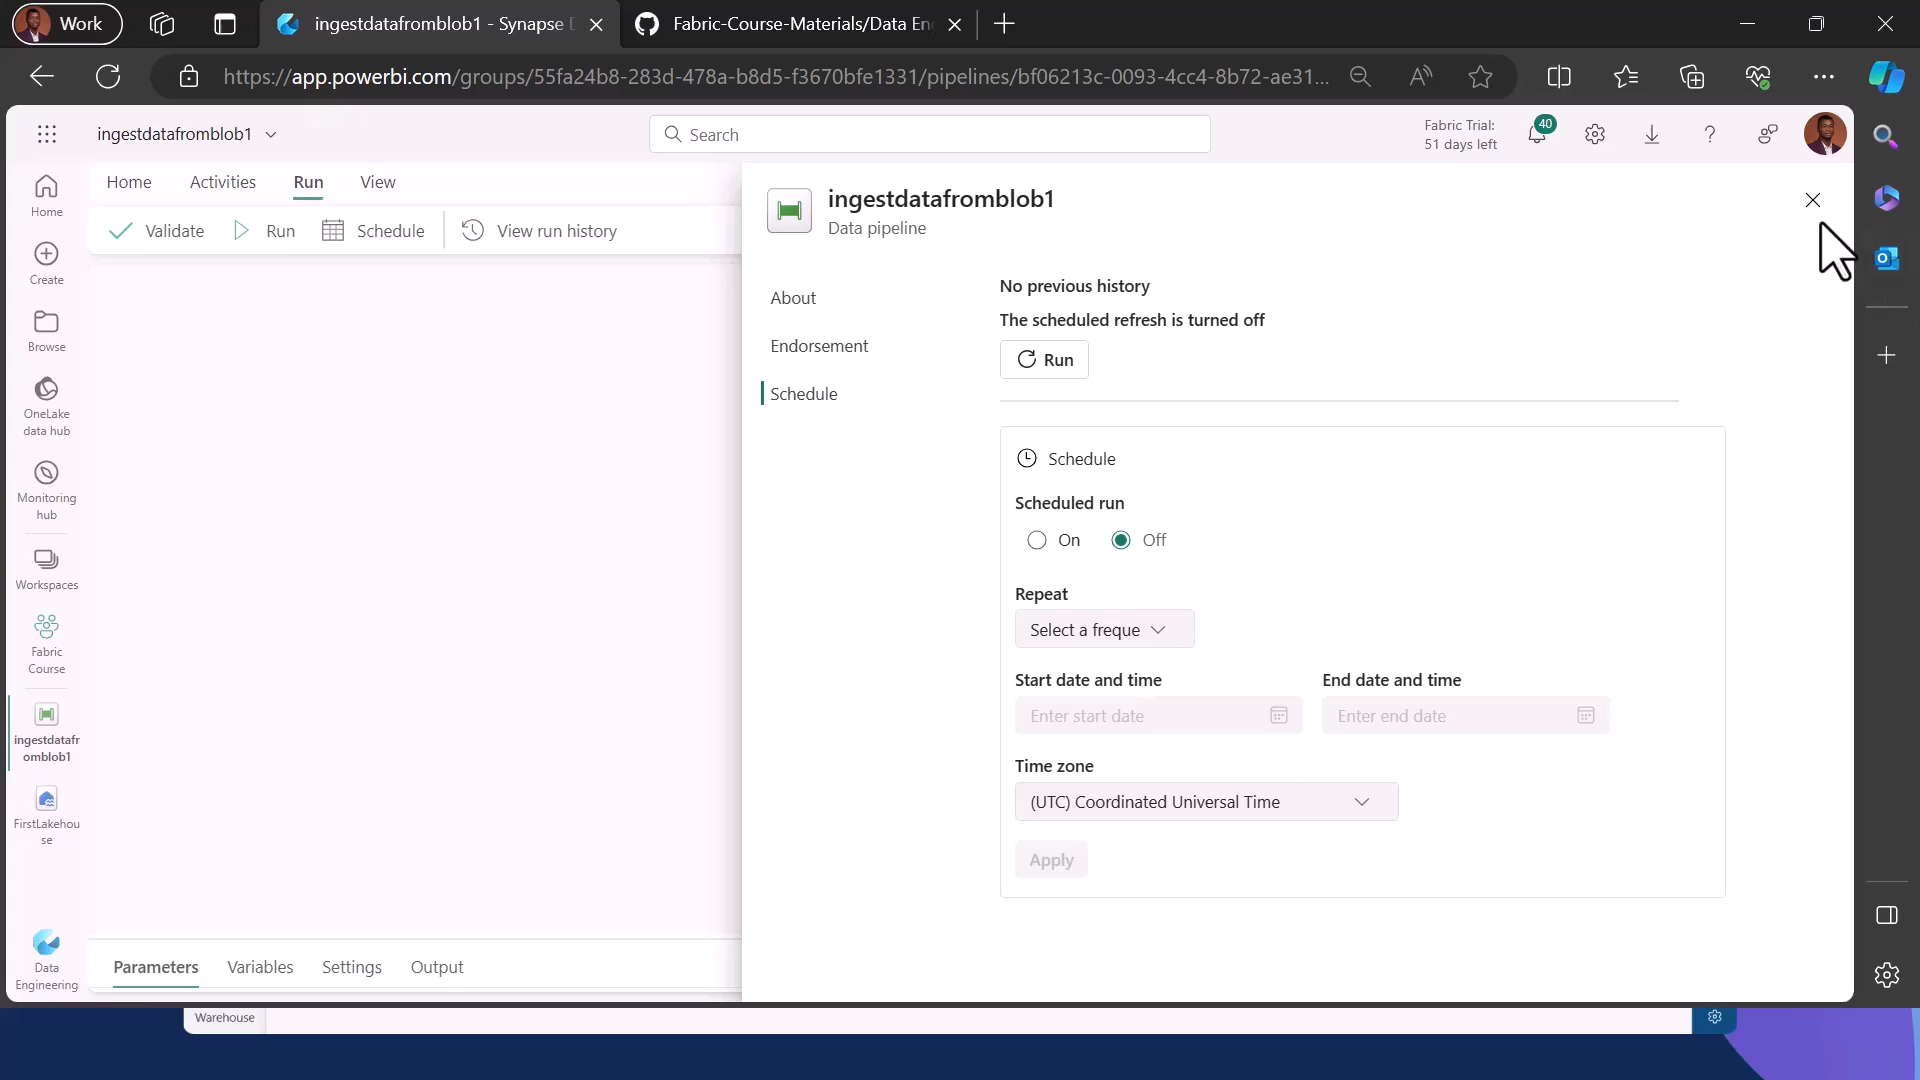 Work
ingestdatafromblob1 - Synapse D
Fabric-Course-Materials/Data En
https://app.powerbi.com/groups/55fa24b8-283d-478a-b8d5-f3670bfe1331/pipelines/bf06213c-0093-4cc4-8b72-ae31...
ingestdatafromblob1
Search
Fabric Trial:
51 days left
40
Home
Activities
Run
View
Validate
Run
Schedule
View run history
Home
Create
Browse
OneLake
data hub
Monitoring
hub
Workspaces
Fabric
Course
ingestdatafr
omblob1
FirstLakehou
se
Data
Engineering
ingestdatafromblob1
Data pipeline
About
Endorsement
Schedule
No previous history
The scheduled refresh is turned off
Run
Schedule
Scheduled run
On
Off
Repeat
Select a freque
Start date and time
End date and time
Enter start date
Enter end date
Time zone
(UTC) Coordinated Universal Time
Apply
Parameters
Variables
Settings
Output
Warehouse